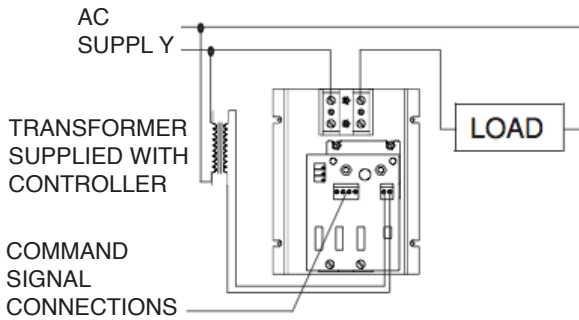 AC
SUPPL Y
TRANSFORMER
SUPPLIED WITH
CONTROLLER
LOAD
COMMAND
SIGNAL
CONNECTIONS